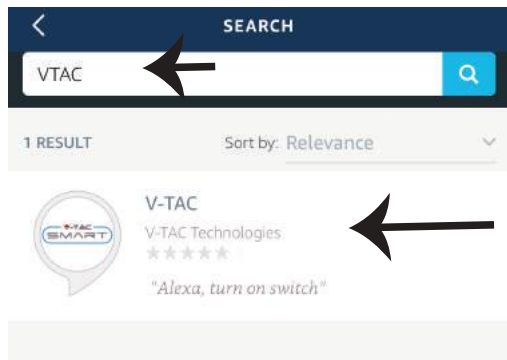 SEARCH
VTAC
1 RESULT Sort by: Relevance
V-TAC
V-TAC SMART
V-TAC Technologies
"Alexa, turn on switch"